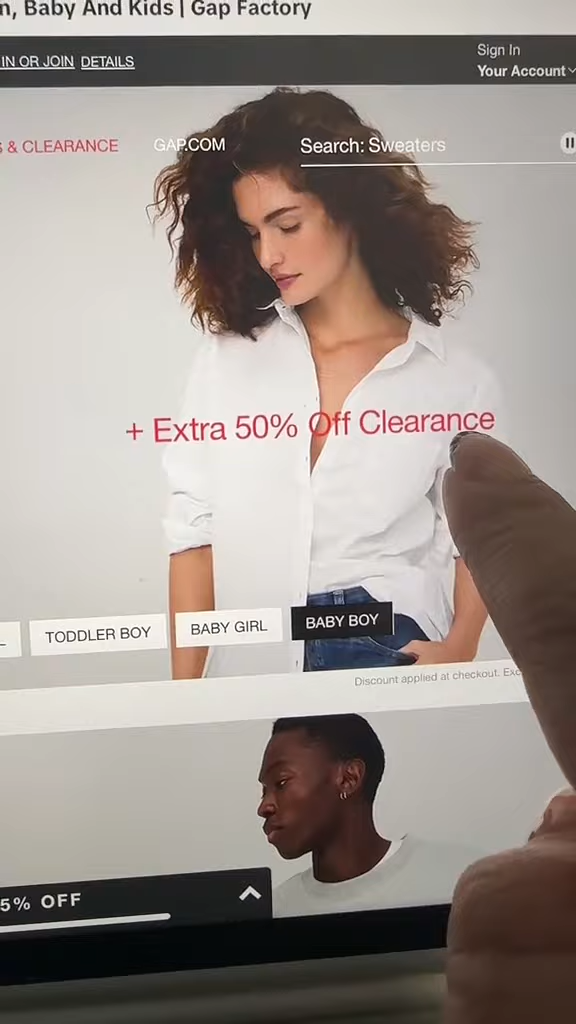 n, Baby And Kids | Gap Factory
IN OR JOIN DETAILS
Sign In
Your Account
& CLEARANCE
GAP.COM
Search: Sweaters
+ Extra 50% Off Clearance
TODDLER BOY
BABY GIRL
BABY BOY
Discount applied at checkout. Exc
5% OFF